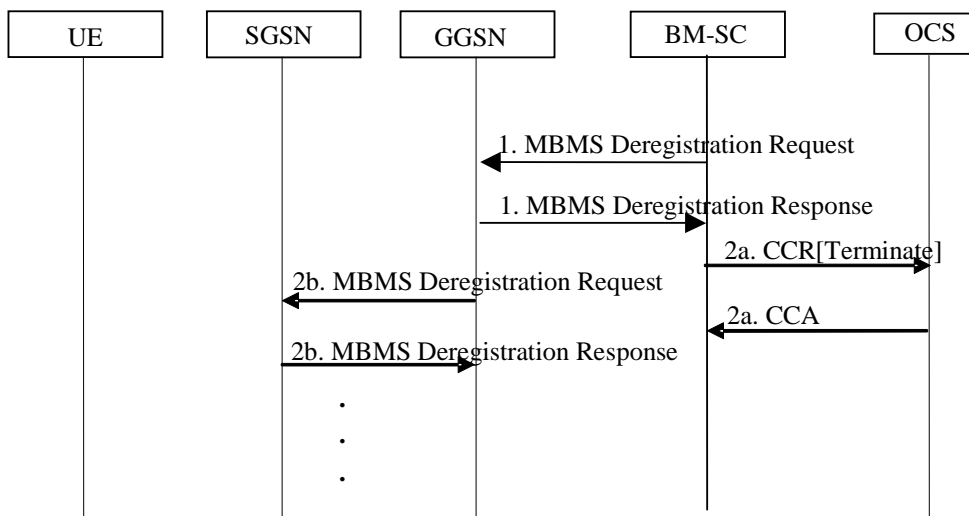 UE
SGSN
GGSN
BM-SC
OCS
1. MBMS Deregistration Request
1. MBMS Deregistration Response
2a. CCR[Terminate]
2b. MBMS Deregistration Request
2a. CCA
2b. MBMS Deregistration Response
.
.
.